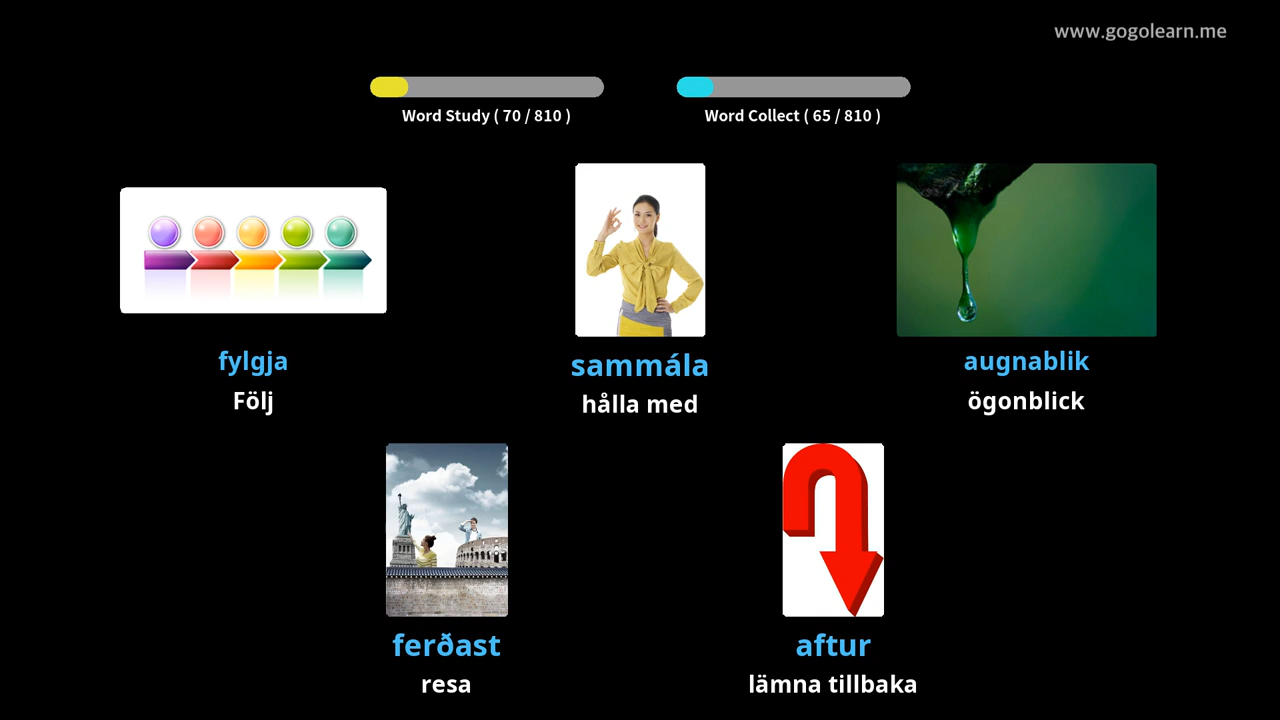 www.gogolearn.me
Word Study ( 70 / 810 )
Word Collect ( 65 / 810 )
fylgja
Följ
sammála
hålla med
augnablik
ögonblick
ferðast
resa
aftur
lämna tillbaka